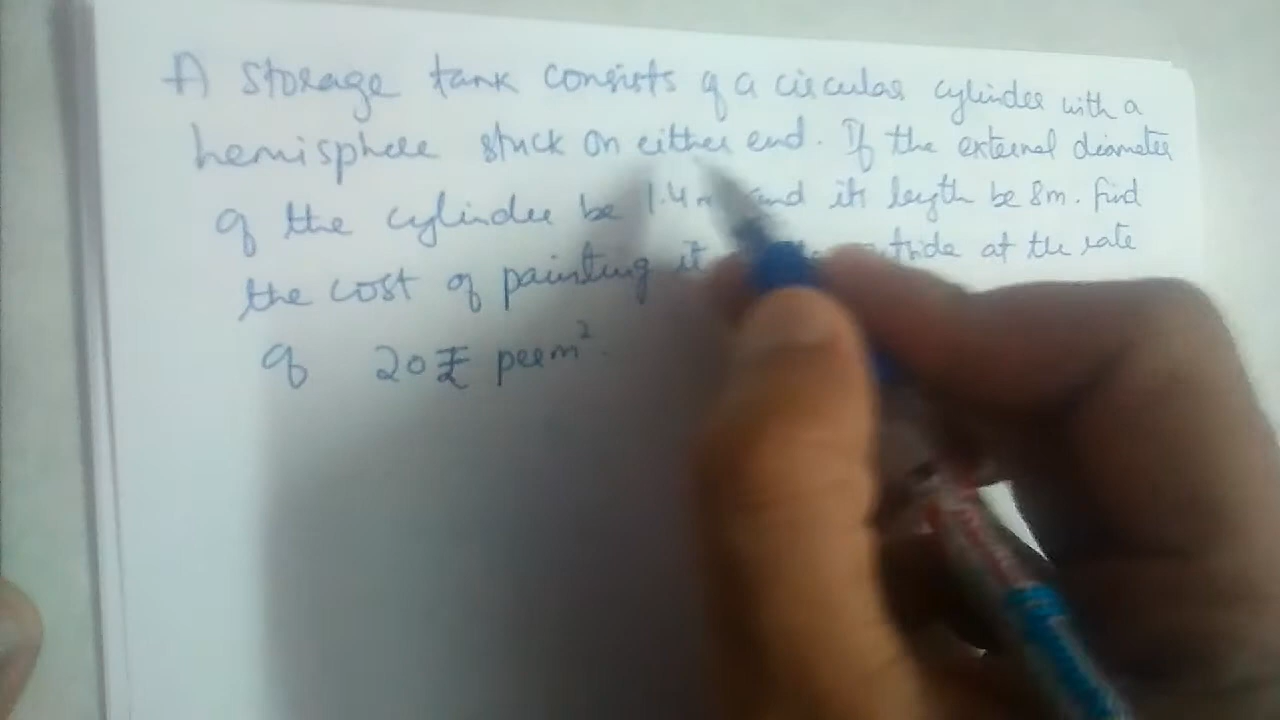 A storage tank consists of a circular cylinder with a
hemisphere stuck on either end. If the external diameter
of the cylinder be 1.4 and its length be 8m. find
the cost of painting it at the rate
of 20 ₹ per m².